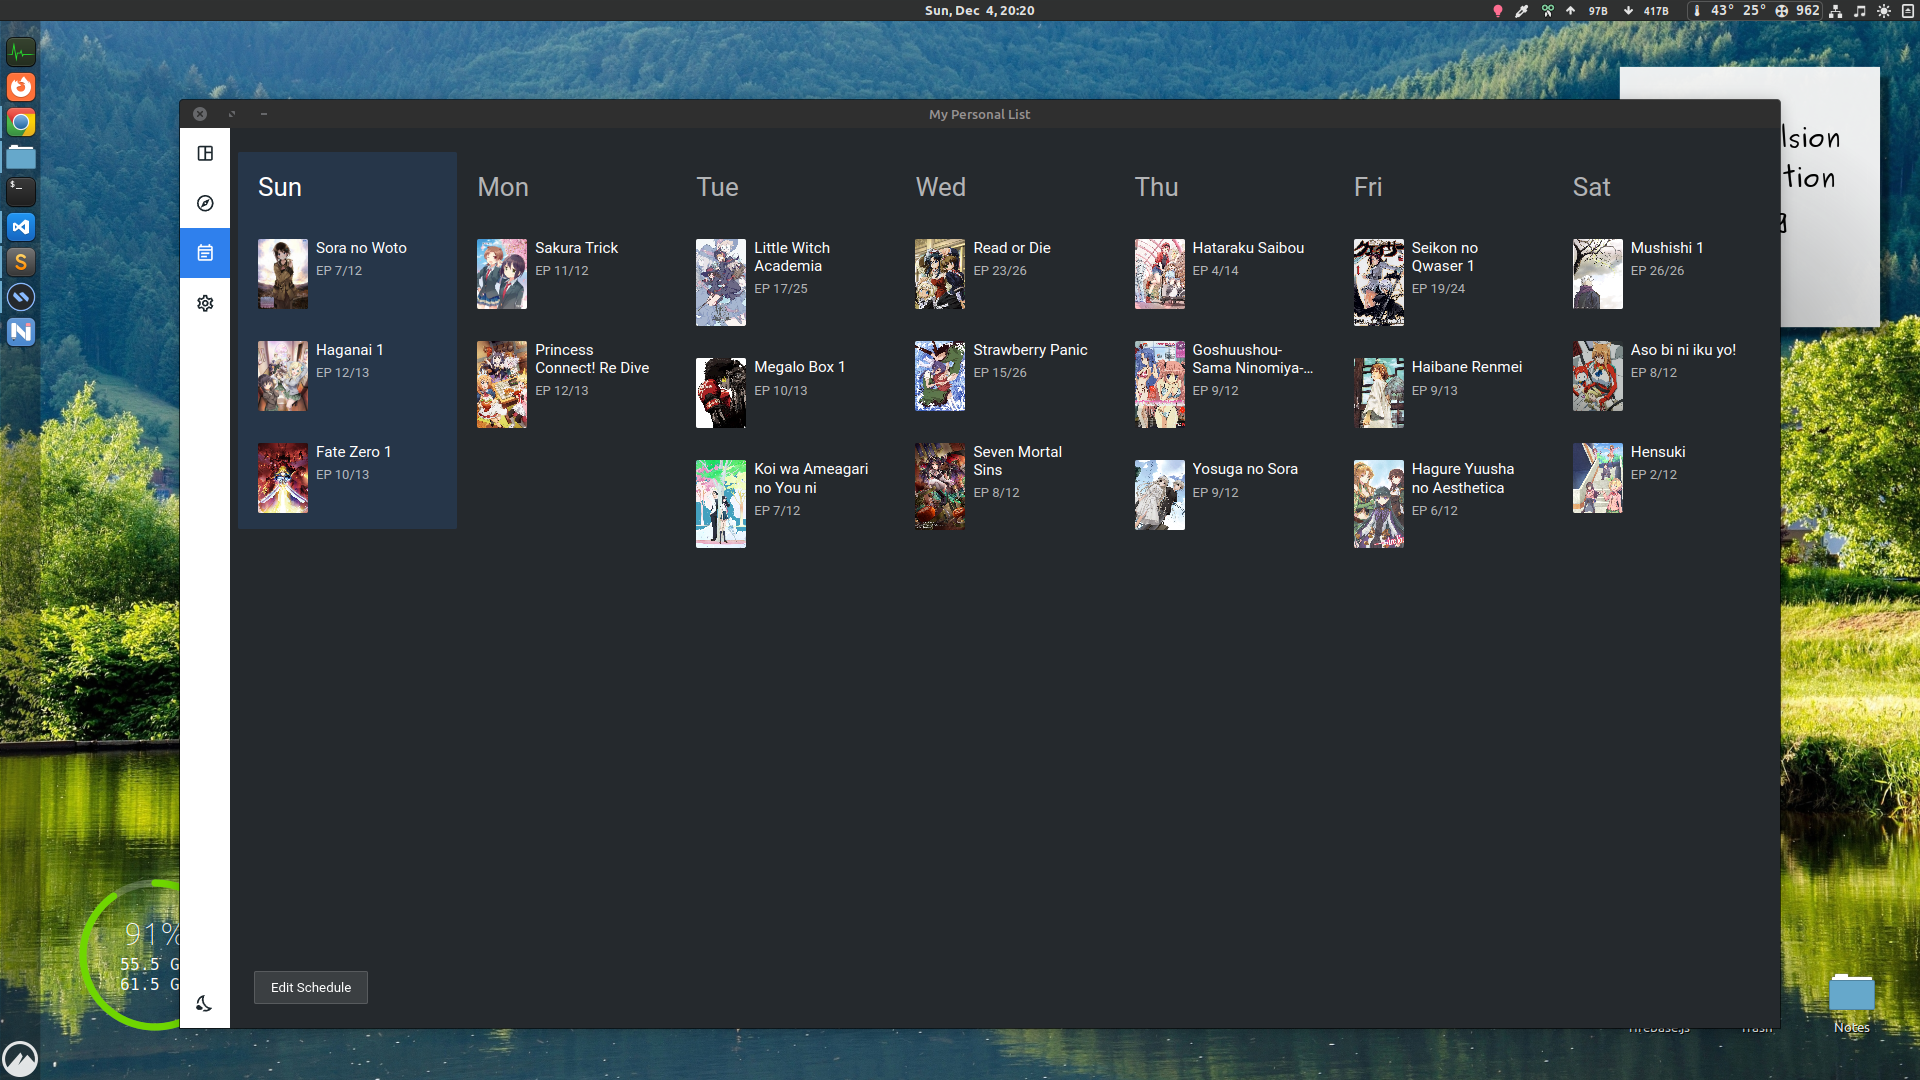 Sun, Dec 4, 20:20
97B
417B
43° 25°
962
My Personal List
lsion
tion
g
Sun
Sora no Woto
EP 7/12
Haganai 1
EP 12/13
Fate Zero 1
EP 10/13
Mon
Sakura Trick
EP 11/12
Princess
Connect! Re Dive
EP 12/13
Tue
Little Witch
Academia
EP 17/25
Megalo Box 1
EP 10/13
Koi wa Ameagari
no You ni
EP 7/12
Wed
Read or Die
EP 23/26
Strawberry Panic
EP 15/26
Seven Mortal
Sins
EP 8/12
Thu
Hataraku Saibou
EP 4/14
Goshuushou-
Sama Ninomiya-...
EP 9/12
Yosuga no Sora
EP 9/12
Fri
Seikon no
Qwaser 1
EP 19/24
Haibane Renmei
EP 9/13
Hagure Yuusha
no Aesthetica
EP 6/12
Sat
Mushishi 1
EP 26/26
Aso bi ni iku yo!
EP 8/12
Hensuki
EP 2/12
91%
55.5 G
61.5 G
Edit Schedule
firebase.js
Trash
Notes